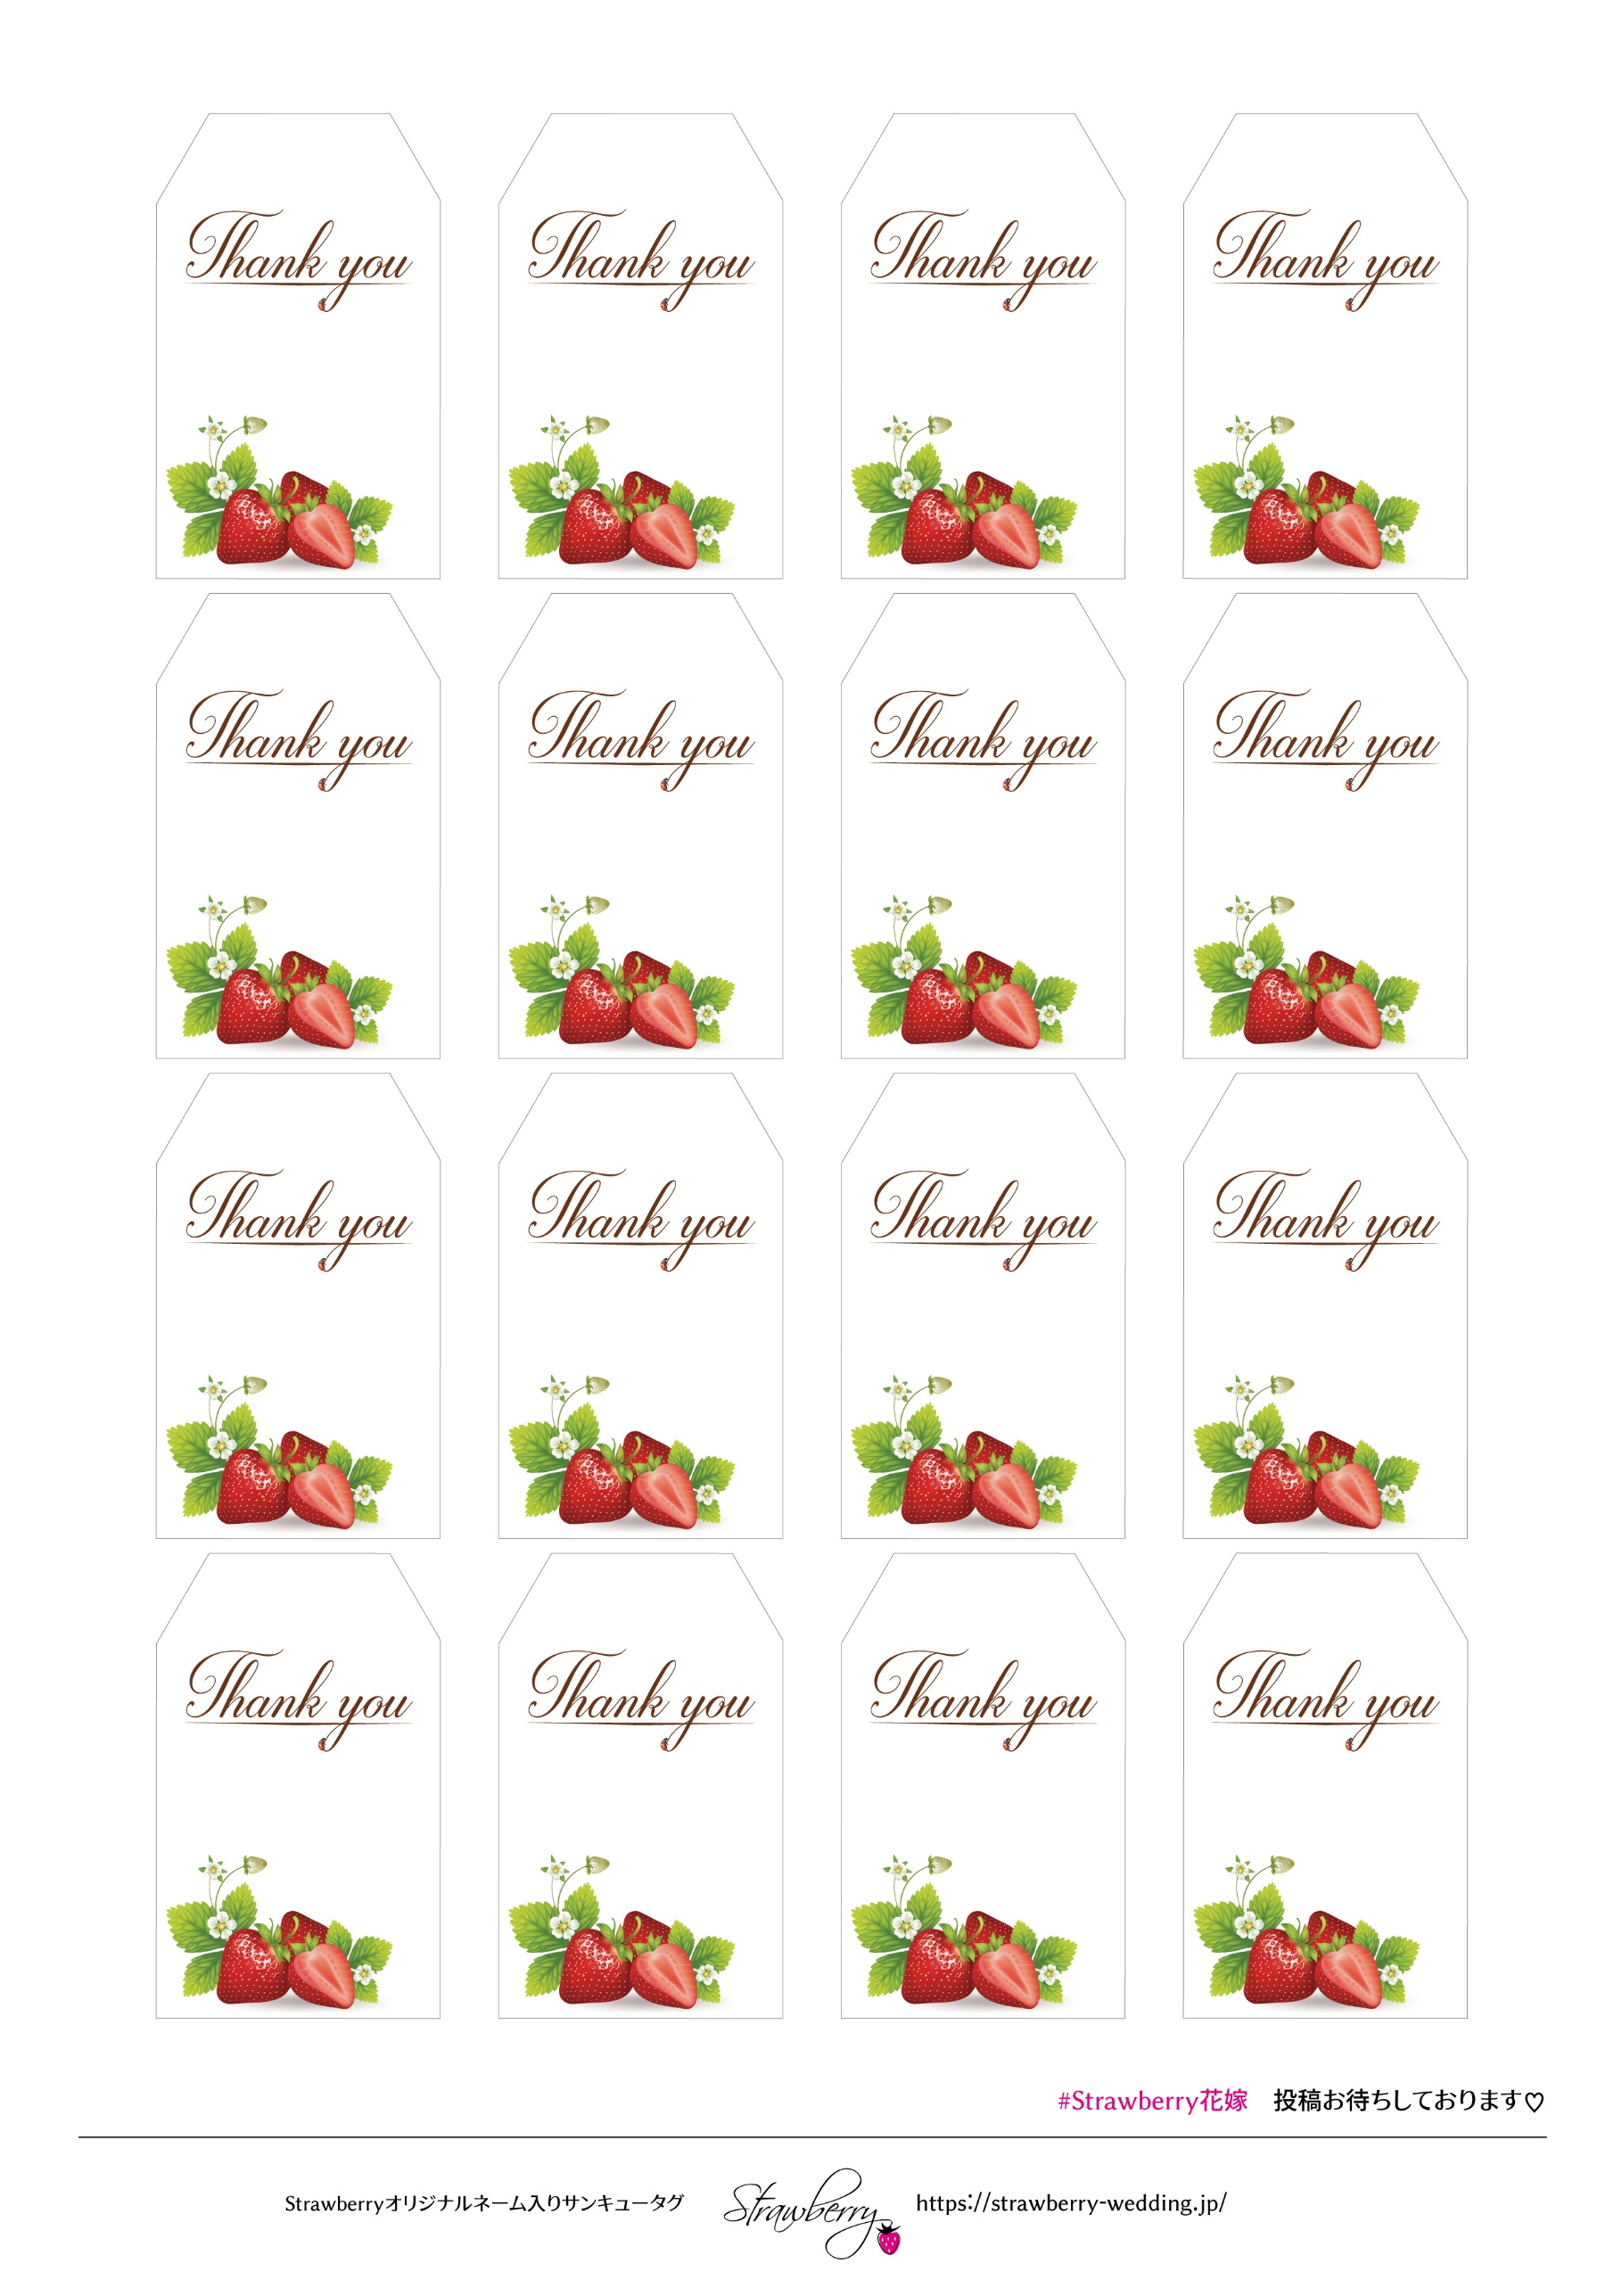 Thank you Thank you Thank you Thank you
Thank you Thank you Thank you Thank you
Thank you Thank you Thank you Thank you
Thank you Thank you Thank you Thank you
#Strawberry花嫁　投稿お待ちしております♡
Strawberryオリジナルネーム入りサンキュータグ Strawberry https://strawberry-wedding.jp/